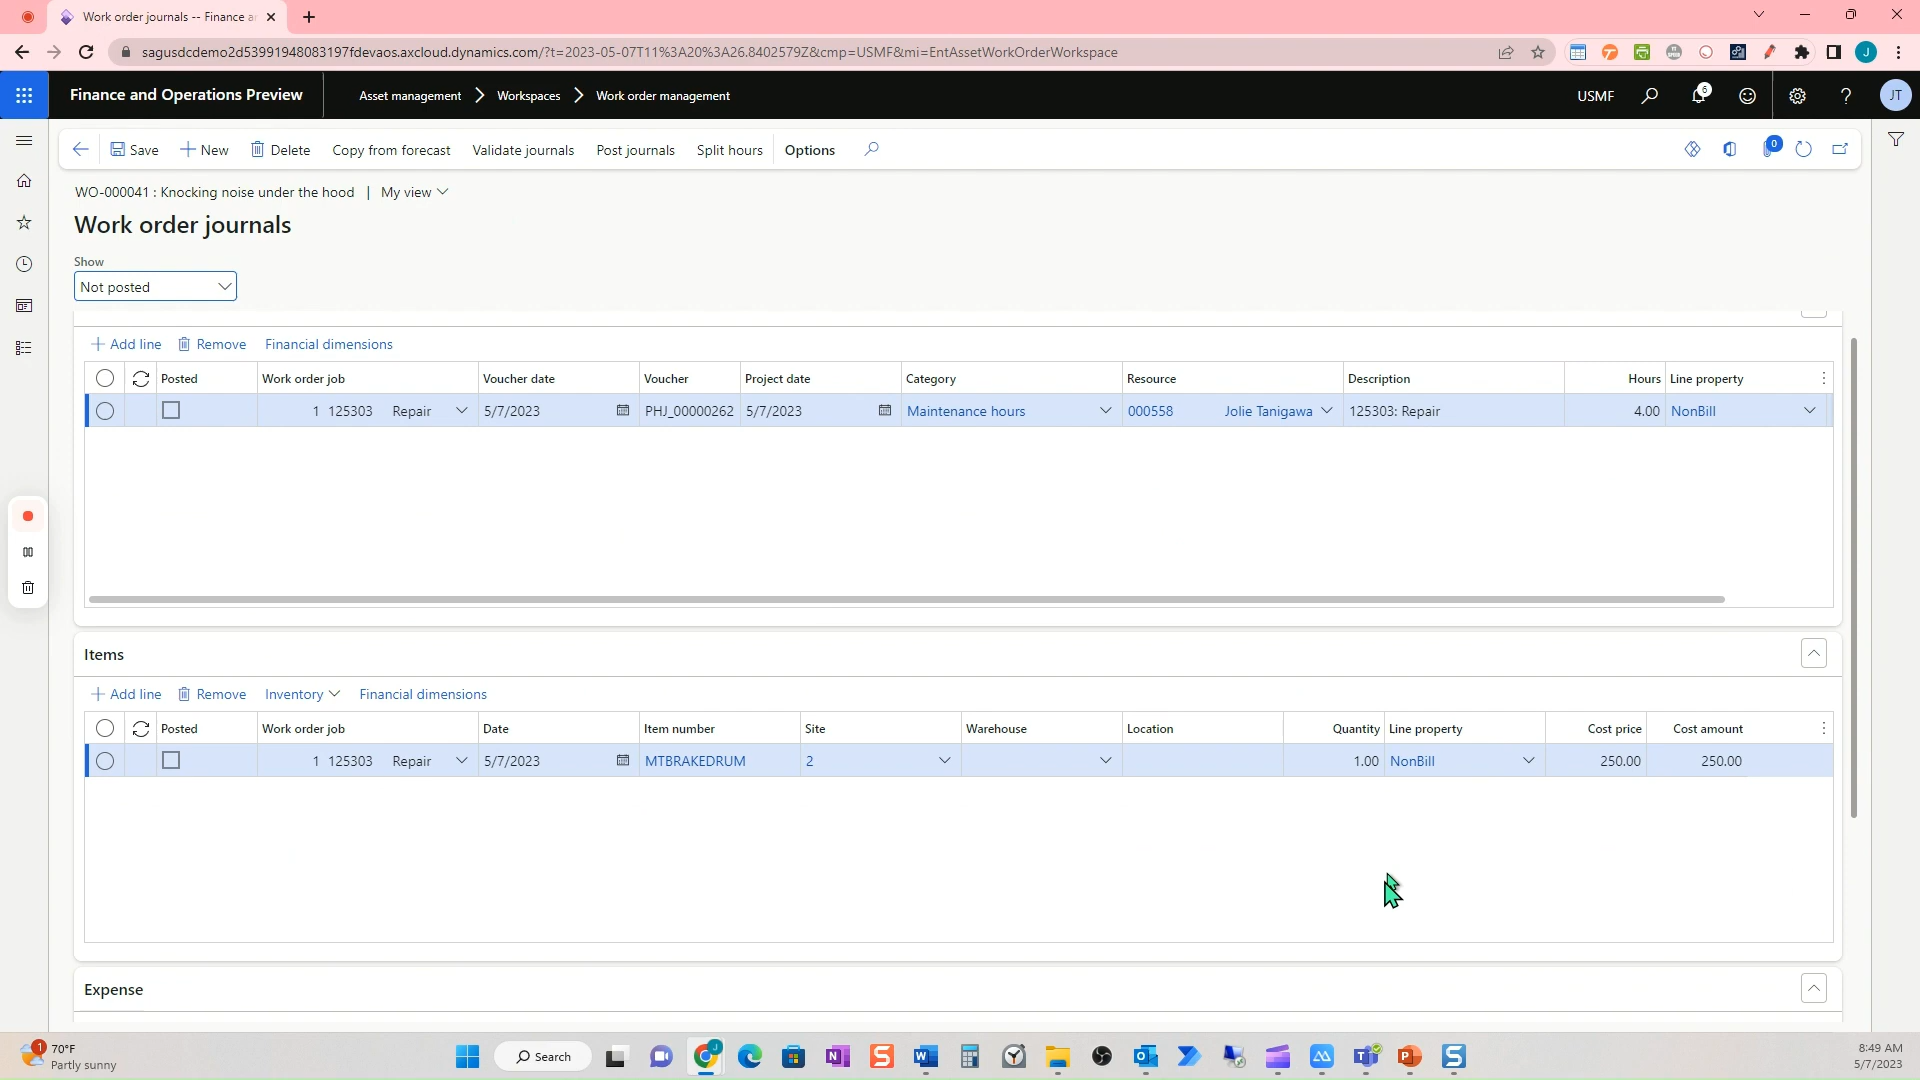 Work order journals -- Finance a
sagusdcdemo2d53991948083197fdevaos.axcloud.dynamics.com/?t=2023-05-07T11%3A20%3A26.8402579Z&cmp=USMF&mi=EntAssetWorkOrderWorkspace
J
Finance and Operations Preview
Asset management
Workspaces
Work order management
USMF
6
?
JT
Save
New
Delete
Copy from forecast
Validate journals
Post journals
Split hours
Options
0
WO-000041 : Knocking noise under the hood | My view
Work order journals
Show
Not posted
Add line
Remove
Financial dimensions
Posted
Work order job
Voucher date
Voucher
Project date
Category
Resource
Description
Hours
Line property
1 125303 Repair 5/7/2023 PHJ_00000262 5/7/2023 Maintenance hours 000558 Jolie Tanigawa 125303: Repair 4.00 NonBill
Items
Add line
Remove
Inventory
Financial dimensions
Posted
Work order job
Date
Item number
Site
Warehouse
Location
Quantity
Line property
Cost price
Cost amount
1 125303 Repair 5/7/2023 MTBRAKEDRUM 2 1.00 NonBill 250.00 250.00
Expense
1
70°F
Partly sunny
Search
8:49 AM
5/7/2023